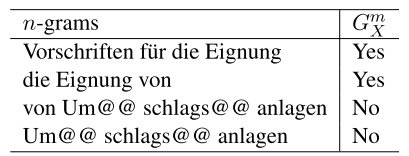 n-grams G_X^m
Vorschriften für die Eignung Yes
die Eignung von Yes
von Um@@ schlags@@ anlagen No
Um@@ schlags@@ anlagen No